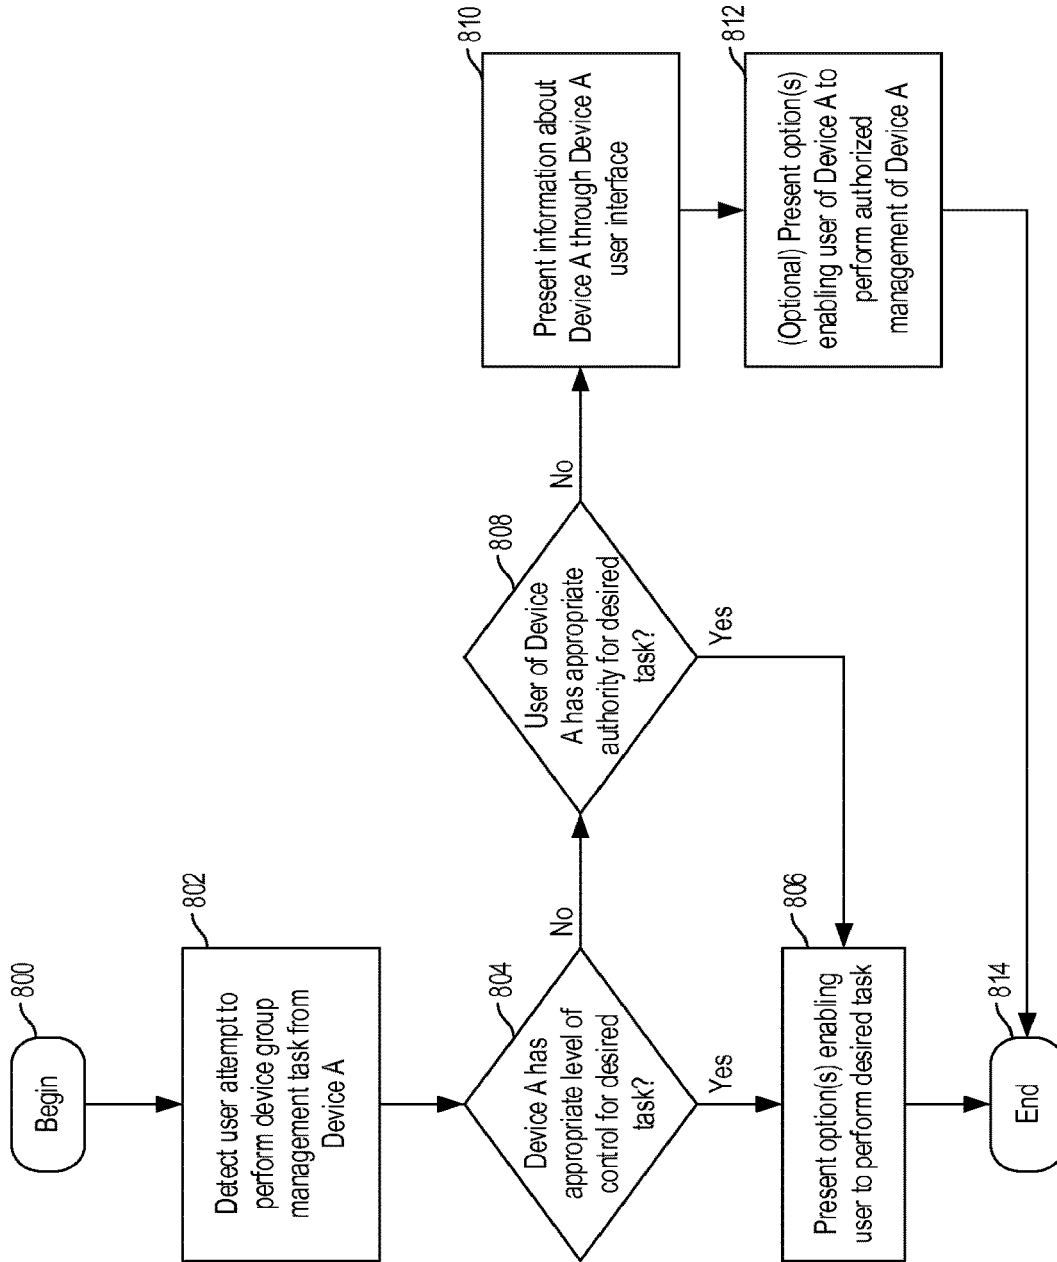 Begin
800
Detect user attempt to
perform device group
management task from
Device A
802
Device A has
appropriate level of
control for desired
task?
804
No
Yes
User of Device
A has appropriate
authority for desired
task?
808
No
Yes
Present information about
Device A through Device A
user interface
810
(Optional) Present option(s)
enabling user of Device A to
perform authorized
management of Device A
812
Present option(s) enabling
user to perform desired task
806
End
814